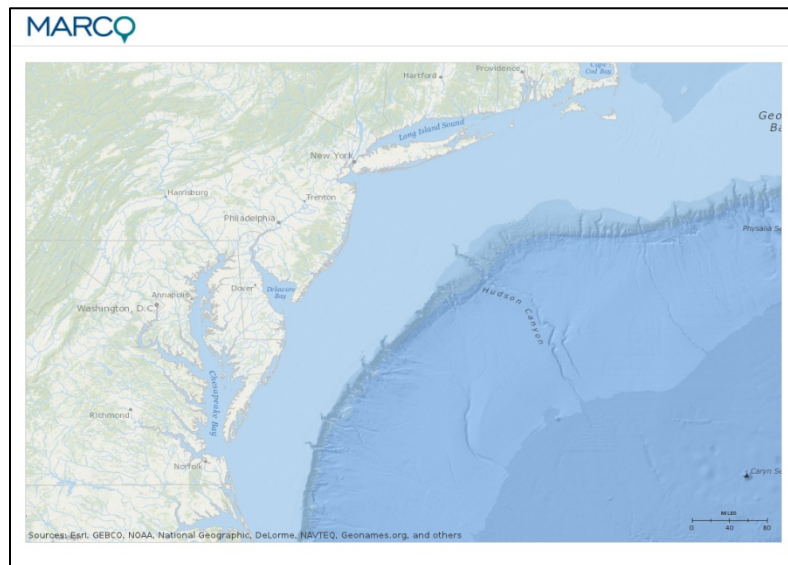 MARCO
Hartford
Providence
Cod Bay
Long Island Sound
New York
Harrisburg
Trenton
Philadelphia
Physalia
Dover
Annapolis
Delaware
Bay
Washington, D.C.
Hudson Canyon
Chesapeake Bay
Richmond
Norfolk
Caryn
MILES
0 40 80
Sources: Esri, GEBCO, NOAA, National Geographic, DeLorme, NAVTEQ, Geonames.org, and others